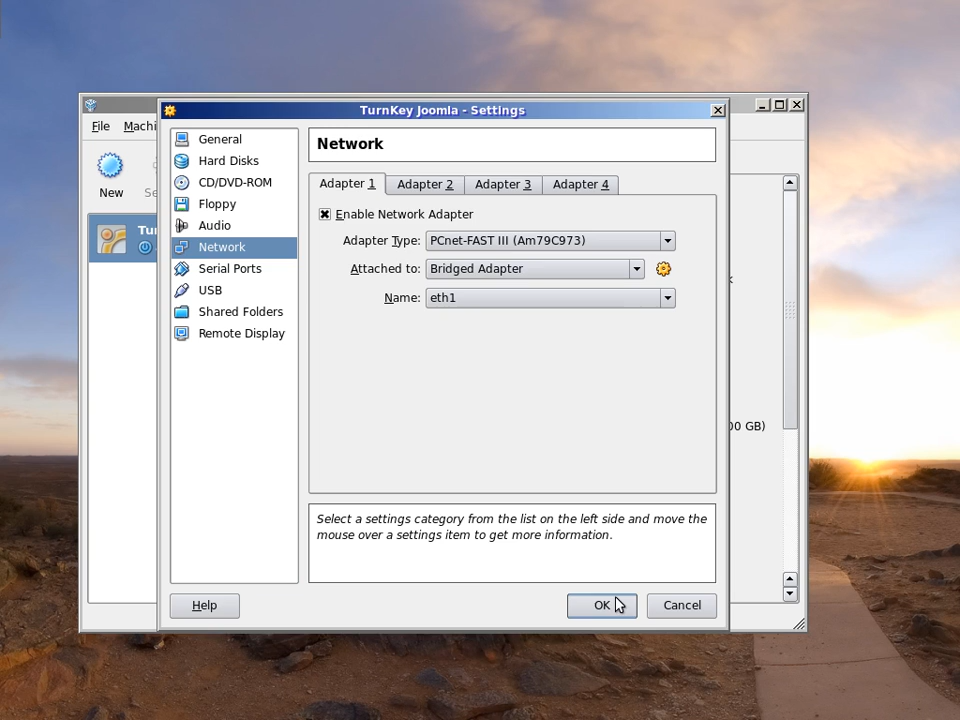 TurnKey Joomla - Settings
File Machi
New Se
Tur
General
Hard Disks
CD/DVD-ROM
Floppy
Audio
Network
Serial Ports
USB
Shared Folders
Remote Display
Network
Adapter 1 Adapter 2 Adapter 3 Adapter 4
Enable Network Adapter
Adapter Type: PCnet-FAST III (Am79C973)
Attached to: Bridged Adapter
Name: eth1
00 GB)
Select a settings category from the list on the left side and move the
mouse over a settings item to get more information.
Help OK Cancel